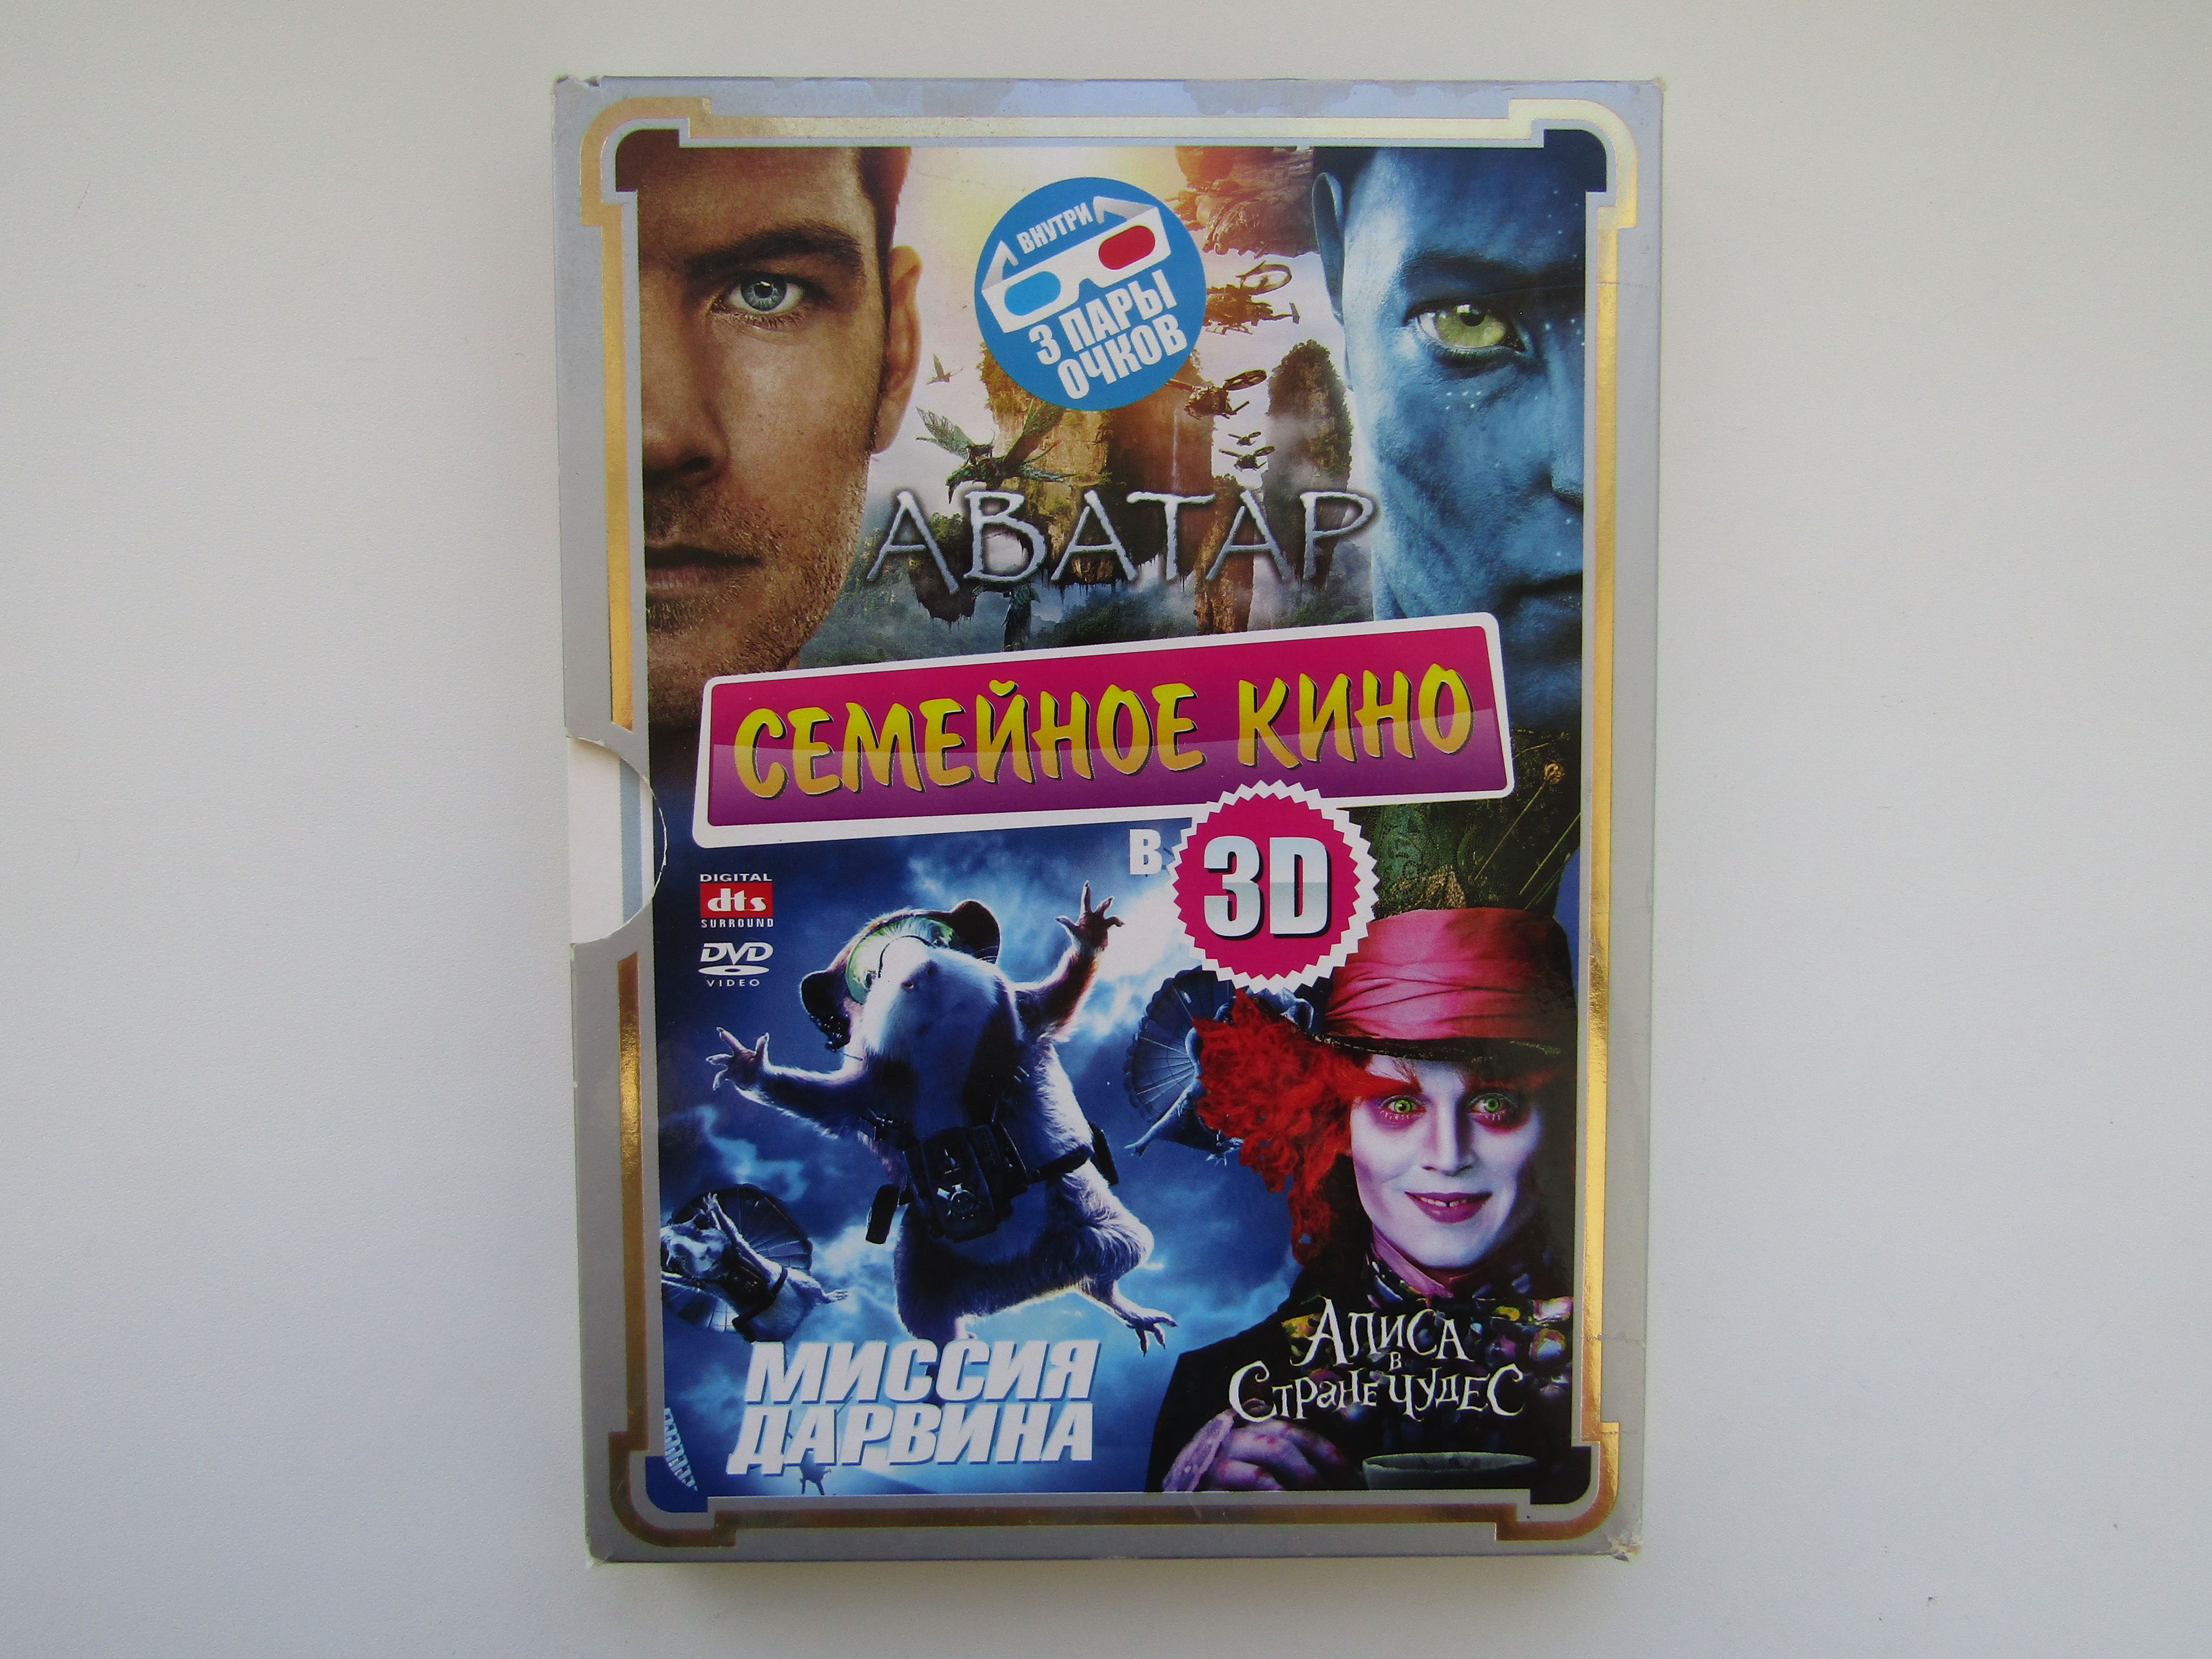 ВНУТРИ
3 ПАРЫ
ОЧКОВ
АВАТАР
СЕМЕЙНОЕ КИНО
В 3D
DIGITAL
dts
SURROUND
DVD
VIDEO
МИССИЯ
ДАРВИНА
АЛИСА
В
СТРАНЕ ЧУДЕС